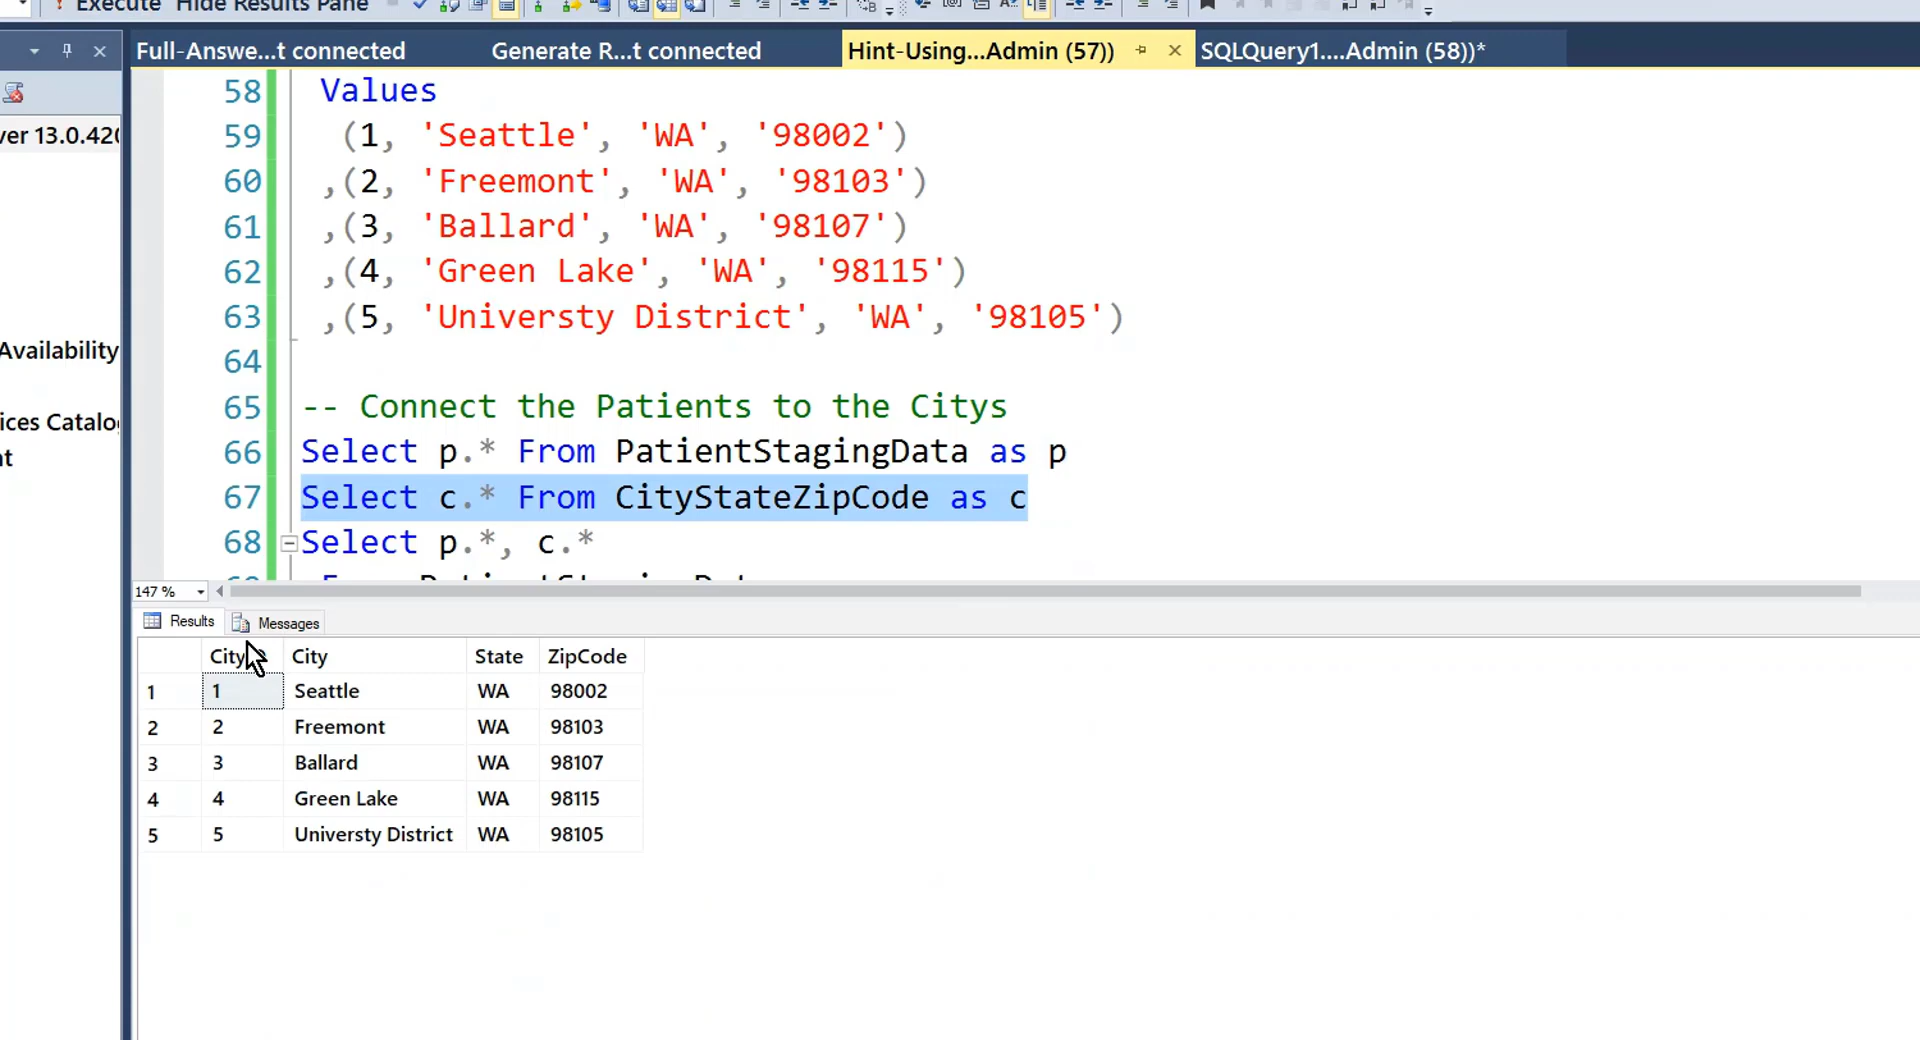 Execute Hide Results Pane
Full-Answe...t connected
Generate R...t connected
Hint-Using...Admin (57))
SQLQuery1....Admin (58))*
ver 13.0.420
Availability
ices Catalo
nt
58 Values
59 (1, 'Seattle', 'WA', '98002')
60 ,(2, 'Freemont', 'WA', '98103')
61 ,(3, 'Ballard', 'WA', '98107')
62 ,(4, 'Green Lake', 'WA', '98115')
63 ,(5, 'Universty District', 'WA', '98105')
64
65 -- Connect the Patients to the Citys
66 Select p.* From PatientStagingData as p
67 Select c.* From CityStateZipCode as c
68 Select p.*, c.*
147 %
Results Messages
City State ZipCode
1 1 Seattle WA 98002
2 2 Freemont WA 98103
3 3 Ballard WA 98107
4 4 Green Lake WA 98115
5 5 Universty District WA 98105